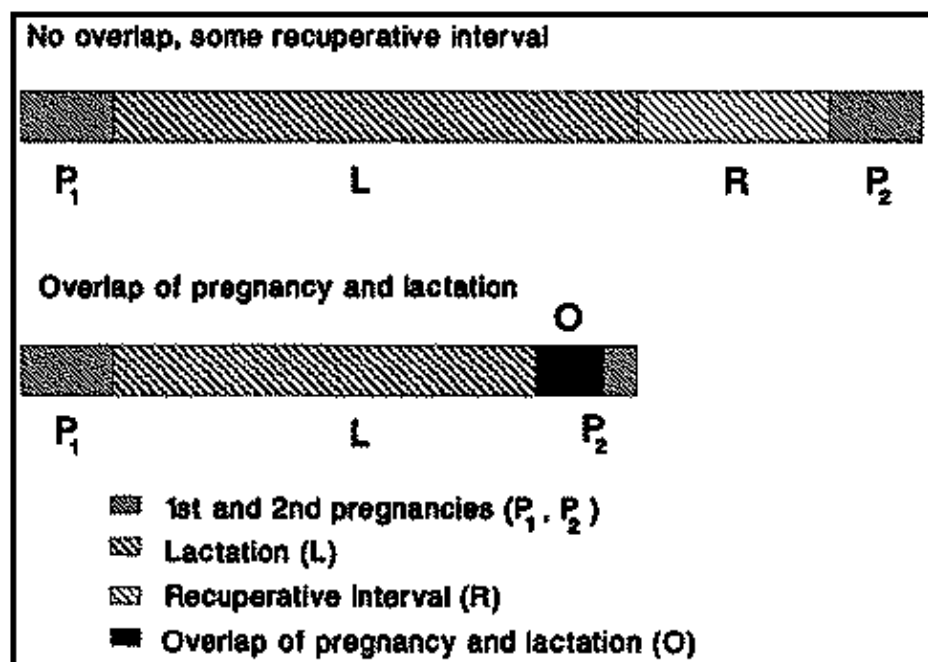 No overlap, some recuperative interval
P₁ L R P₂
Overlap of pregnancy and lactation
O
P₁ L P₂
1st and 2nd pregnancies (P₁, P₂)
Lactation (L)
Recuperative Interval (R)
Overlap of pregnancy and lactation (O)